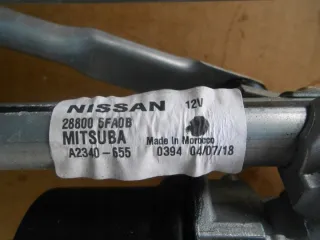 NISSAN 12V
28800 5FA0B
MITSUBA Made in Morocco
A2340-655 0394 04/07/18